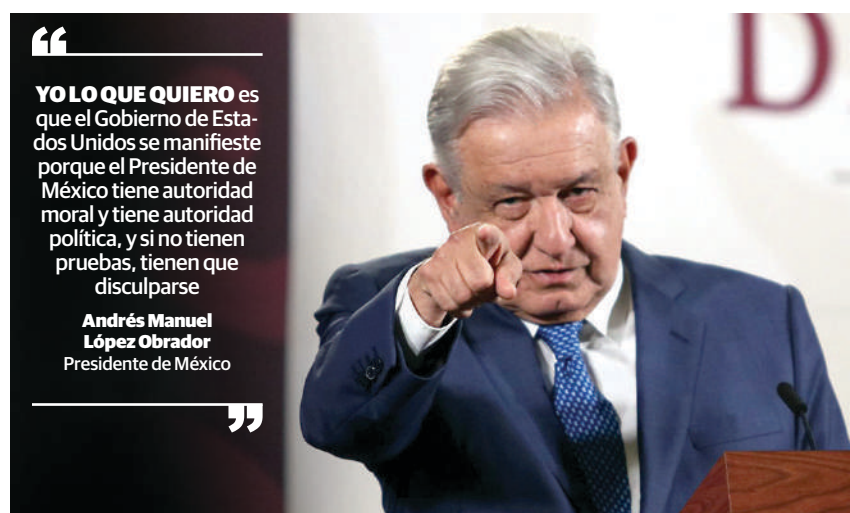 “
YO LO QUE QUIERO es
que el Gobierno de Esta-
dos Unidos se manifieste
porque el Presidente de
México tiene autoridad
moral y tiene autoridad
política, y si no tienen
pruebas, tienen que
disculparse
Andrés Manuel
López Obrador
Presidente de México
”
D